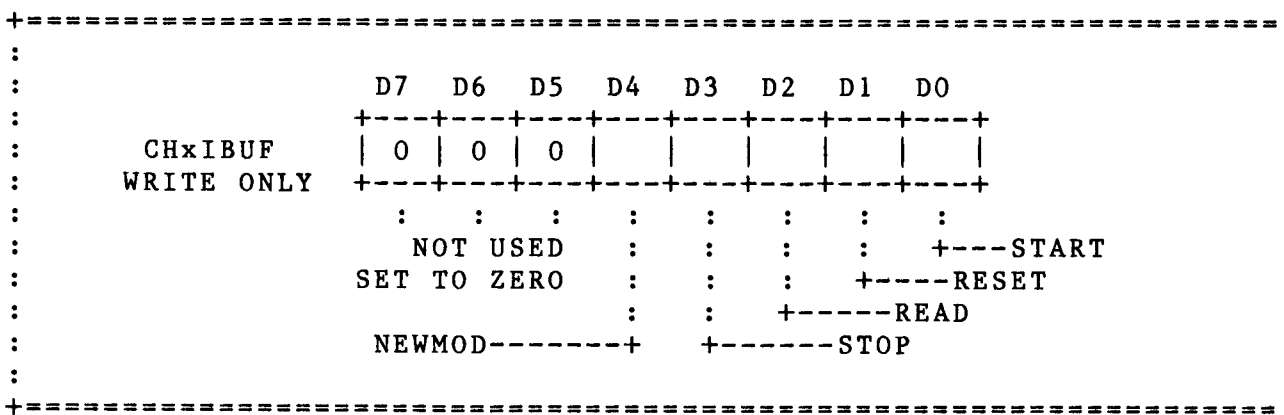 D7 D6 D5 D4 D3 D2 D1 D0
CHxIBUF | 0 | 0 | 0 | | | | | |
WRITE ONLY
NOT USED +---START
SET TO ZERO +----RESET
+------READ
NEWMOD-------+ +------STOP